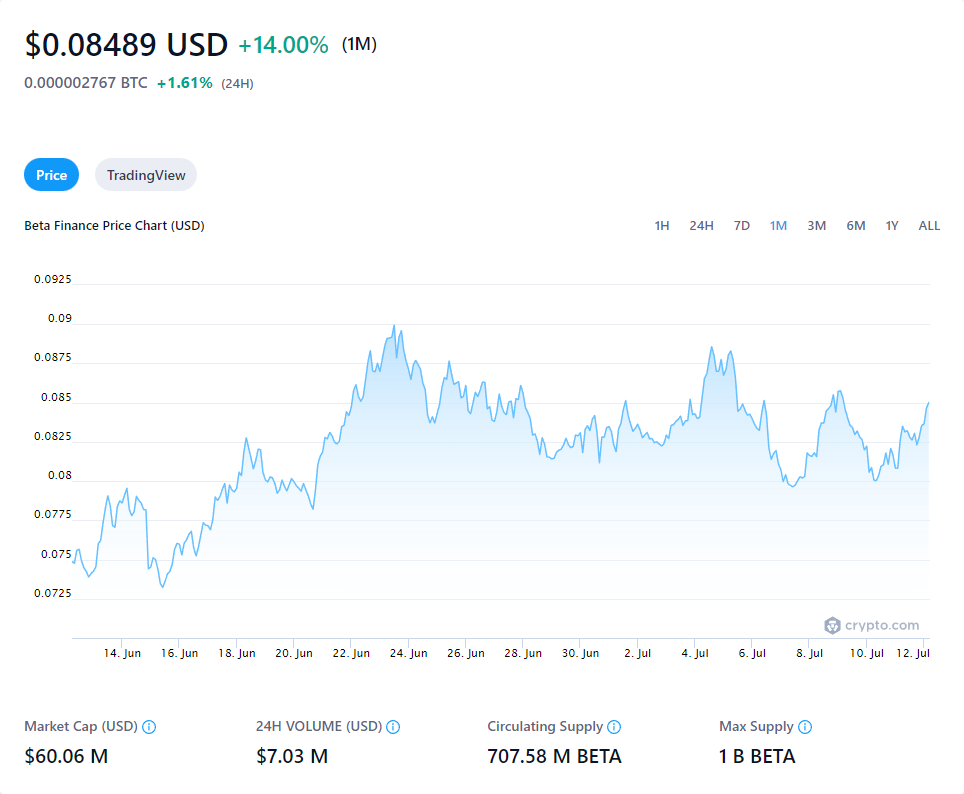 $0.08489 USD +14.00% (1M)
0.000002767 BTC +1.61% (24H)
Price TradingView
Beta Finance Price Chart (USD) 1H 24H 7D 1M 3M 6M 1Y ALL
0.0925
0.09
0.0875
0.085
0.0825
0.08
0.0775
0.075
0.0725
crypto.com
14. Jun 16. Jun 18. Jun 20. Jun 22. Jun 24. Jun 26. Jun 28. Jun 30. Jun 2. Jul 4. Jul 6. Jul 8. Jul 10. Jul 12. Jul
Market Cap (USD) 24H VOLUME (USD) Circulating Supply Max Supply
$60.06 M $7.03 M 707.58 M BETA 1 B BETA